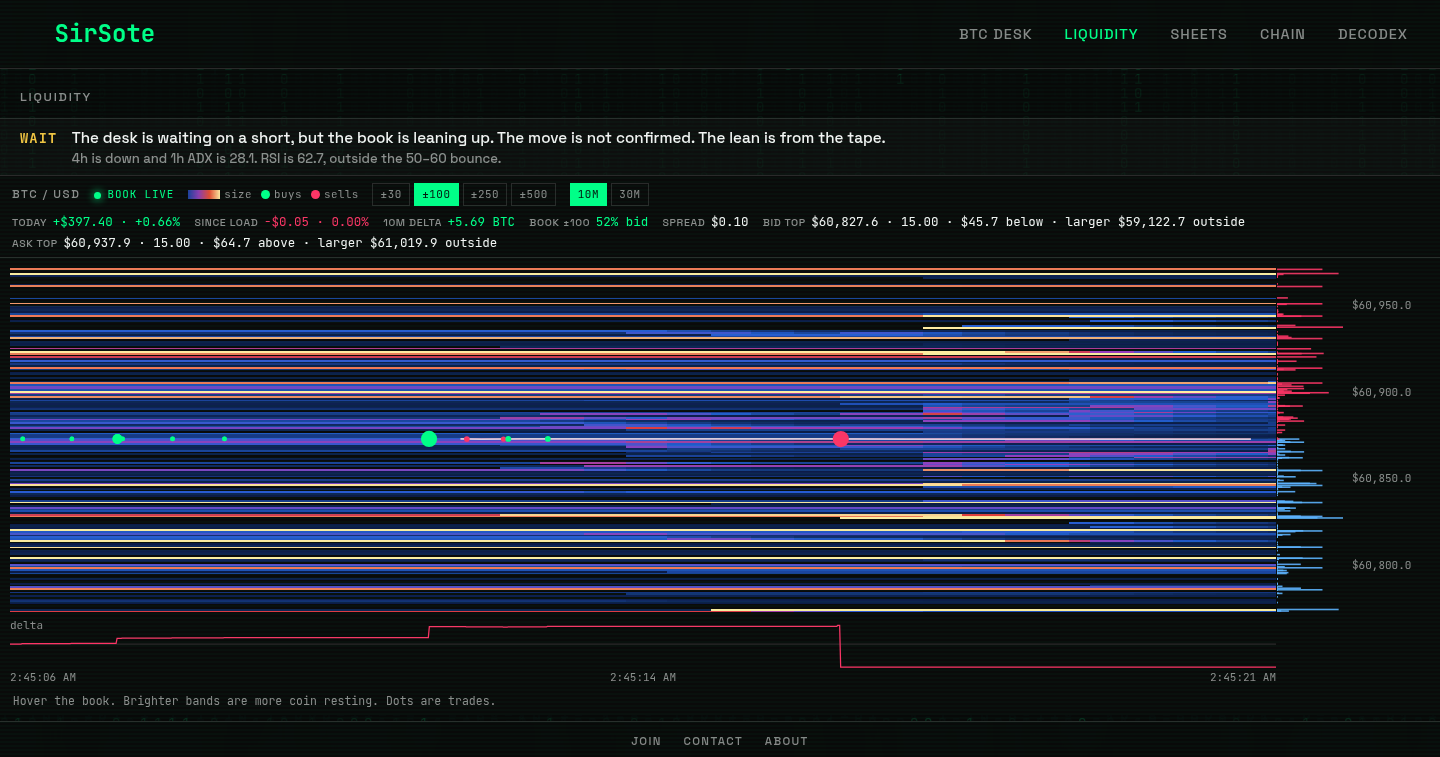 SirSote
BTC DESK LIQUIDITY SHEETS CHAIN DECODEX
LIQUIDITY
WAIT The desk is waiting on a short, but the book is leaning up. The move is not confirmed. The lean is from the tape.
4h is down and 1h ADX is 28.1. RSI is 62.7, outside the 50–60 bounce.
BTC / USD BOOK LIVE size buys sells ±30 ±100 ±250 ±500 10M 30M
TODAY +$397.40 · +0.66% SINCE LOAD -$0.05 · 0.00% 10M DELTA +5.69 BTC BOOK ±100 52% bid SPREAD $0.10 BID TOP $60,827.6 · 15.00 · $45.7 below · larger $59,122.7 outside
ASK TOP $60,937.9 · 15.00 · $64.7 above · larger $61,019.9 outside
$60,950.0
$60,900.0
$60,850.0
$60,800.0
delta
2:45:06 AM 2:45:14 AM 2:45:21 AM
Hover the book. Brighter bands are more coin resting. Dots are trades.
JOIN CONTACT ABOUT